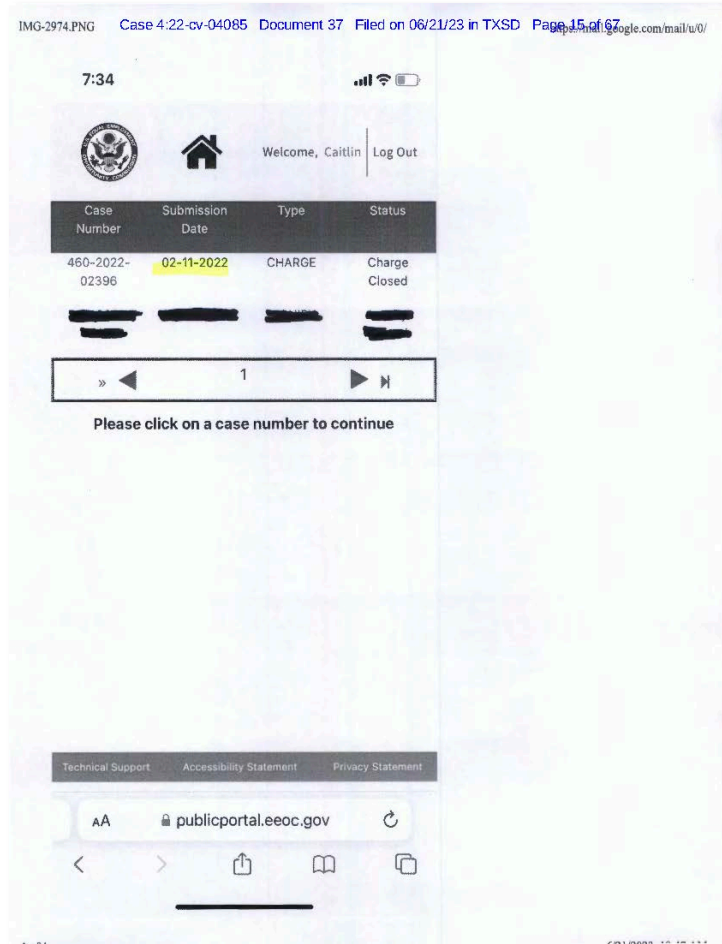 IMG-2974.PNG Case 4:22-cv-04085 Document 37 Filed on 06/21/23 in TXSD Page 15 of 67
7:34
Welcome, Caitlin Log Out
Case Number Submission Date Type Status
460-2022-02396 02-11-2022 CHARGE Charge Closed
» 1
Please click on a case number to continue
Technical Support Accessibility Statement Privacy Statement
AA publicportal.eeoc.gov